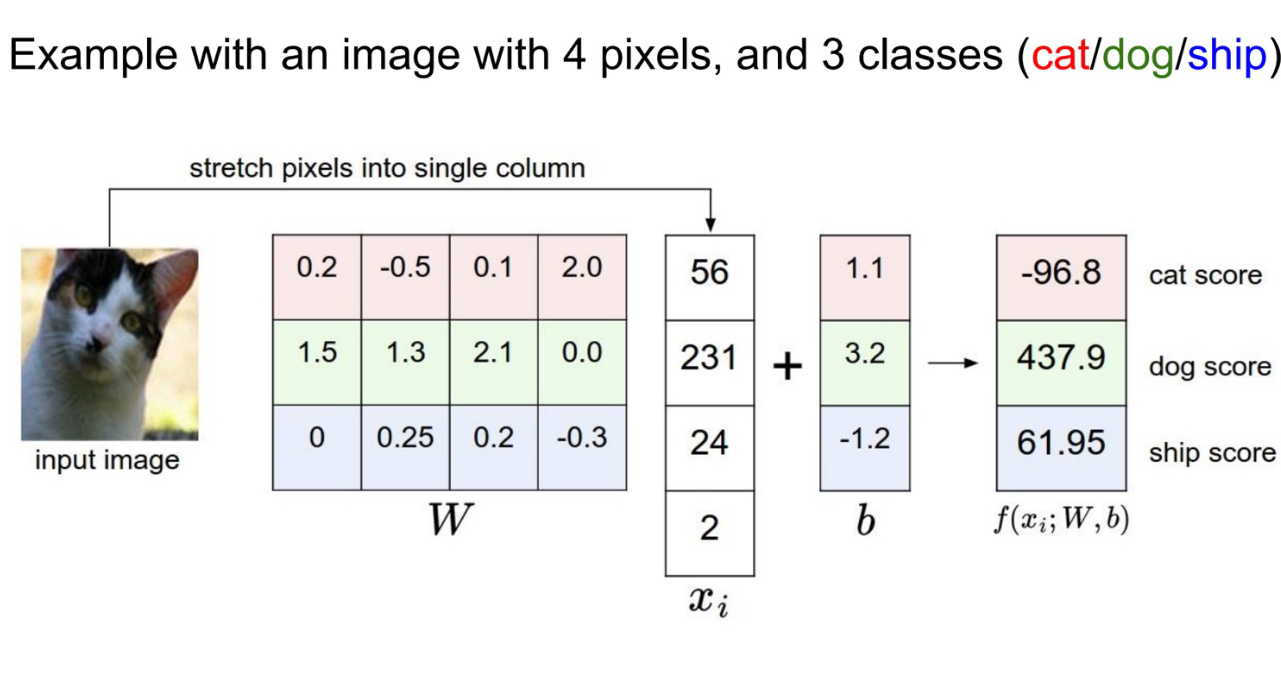 Example with an image with 4 pixels, and 3 classes (cat/dog/ship)
stretch pixels into single column
0.2 -0.5 0.1 2.0 56 1.1 -96.8 cat score
1.5 1.3 2.1 0.0 231 + 3.2 437.9 dog score
0 0.25 0.2 -0.3 24 -1.2 61.95 ship score
input image
W 2 b f(xi; W, b)
xi